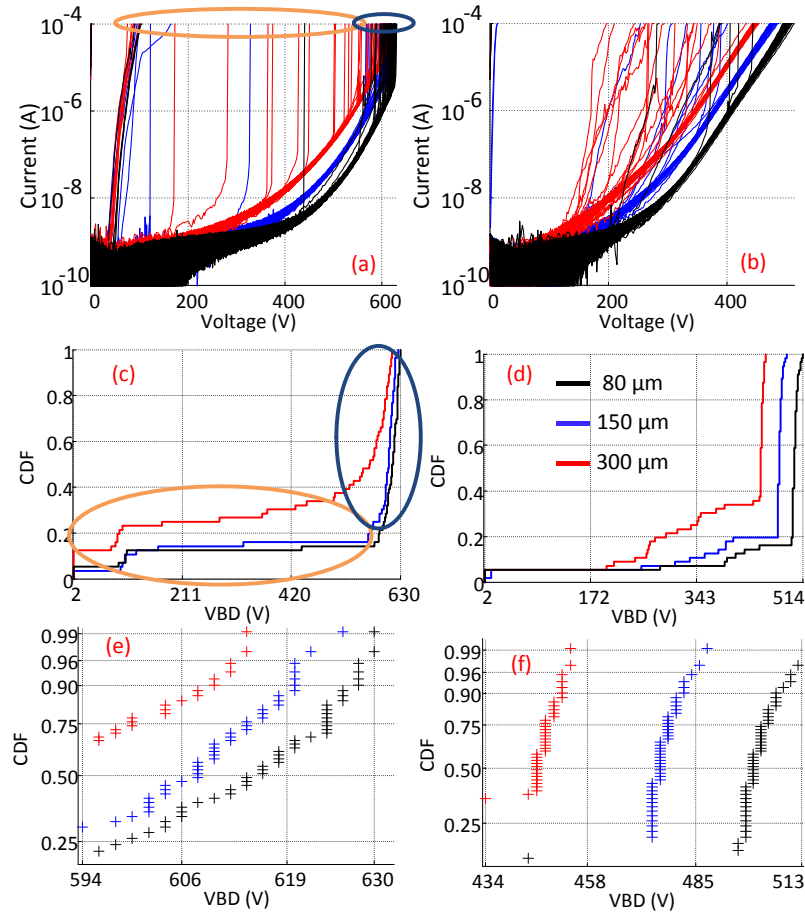 10⁻⁴
10⁻⁶
10⁻⁸
10⁻¹⁰
Current (A)
0 200 400 600
Voltage (V)
(a)
10⁻⁴
10⁻⁶
10⁻⁸
10⁻¹⁰
Current (A)
0 200 400
Voltage (V)
(b)
1
0.8
0.6
0.4
0.2
0
CDF
2 211 420 630
VBD (V)
(c)
1
0.8
0.6
0.4
0.2
0
CDF
2 172 343 514
VBD (V)
(d)
80 μm
150 μm
300 μm
0.99
0.96
0.90
0.75
0.50
0.25
CDF
594 606 619 630
VBD (V)
(e)
0.99
0.96
0.90
0.75
0.50
0.25
CDF
434 458 485 513
VBD (V)
(f)